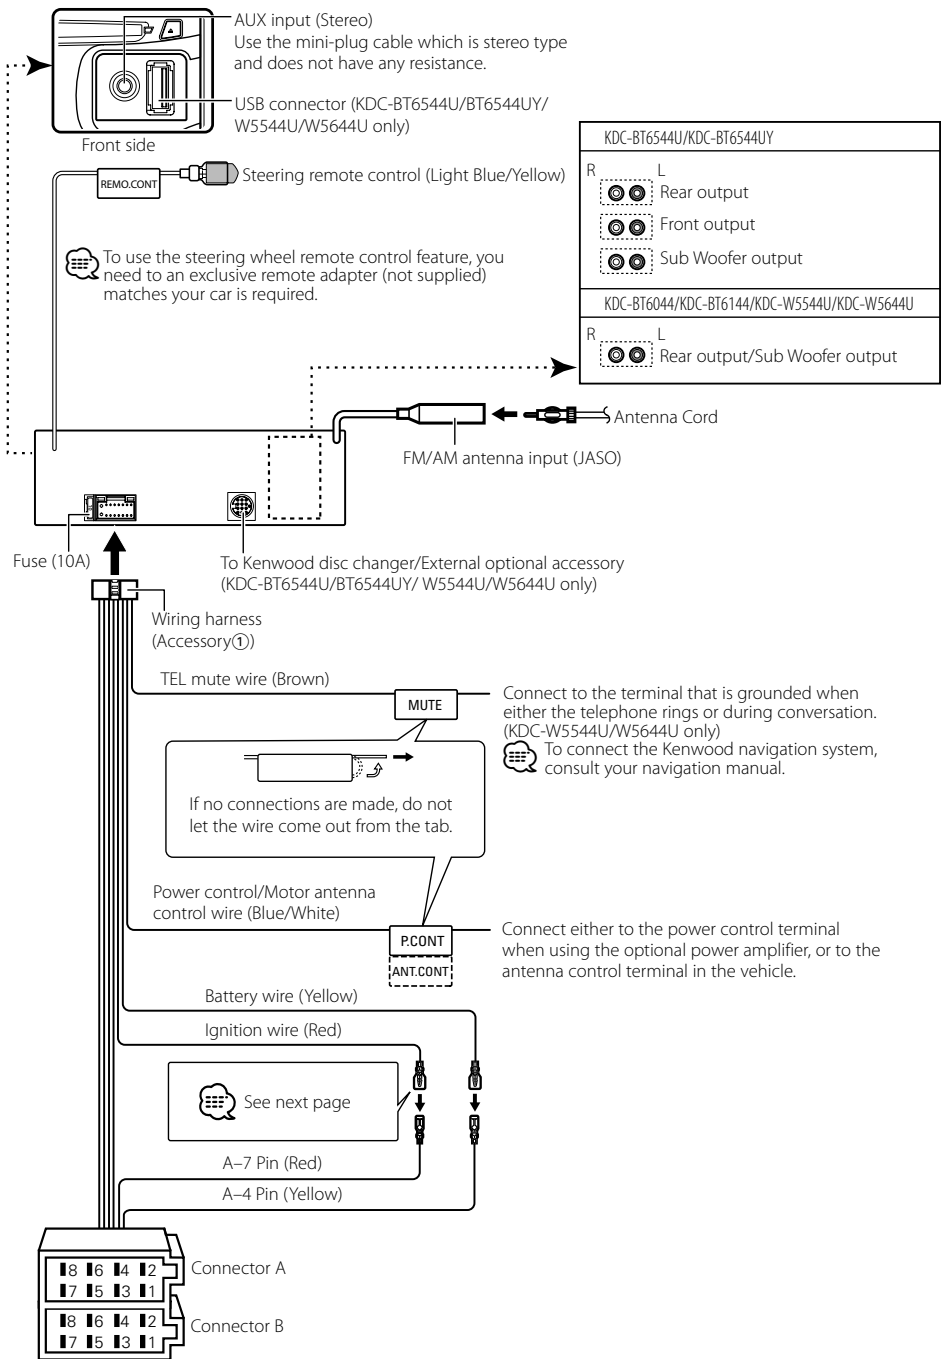 AUX input (Stereo)
Use the mini-plug cable which is stereo type
and does not have any resistance.
USB connector (KDC-BT6544U/BT6544UY/
W5544U/W5644U only)
Front side
REMO.CONT
Steering remote control (Light Blue/Yellow)
To use the steering wheel remote control feature, you
need to an exclusive remote adapter (not supplied)
matches your car is required.
KDC-BT6544U/KDC-BT6544UY
R L
Rear output
Front output
Sub Woofer output
KDC-BT6044/KDC-BT6144/KDC-W5544U/KDC-W5644U
R L
Rear output/Sub Woofer output
Antenna Cord
FM/AM antenna input (JASO)
Fuse (10A)
To Kenwood disc changer/External optional accessory
(KDC-BT6544U/BT6544UY/ W5544U/W5644U only)
Wiring harness
(Accessory①)
TEL mute wire (Brown)
MUTE
Connect to the terminal that is grounded when
either the telephone rings or during conversation.
(KDC-W5544U/W5644U only)
To connect the Kenwood navigation system,
consult your navigation manual.
If no connections are made, do not
let the wire come out from the tab.
Power control/Motor antenna
control wire (Blue/White)
P.CONT
ANT.CONT
Connect either to the power control terminal
when using the optional power amplifier, or to the
antenna control terminal in the vehicle.
Battery wire (Yellow)
Ignition wire (Red)
See next page
A–7 Pin (Red)
A–4 Pin (Yellow)
8 6 4 2
7 5 3 1
Connector A
8 6 4 2
7 5 3 1
Connector B